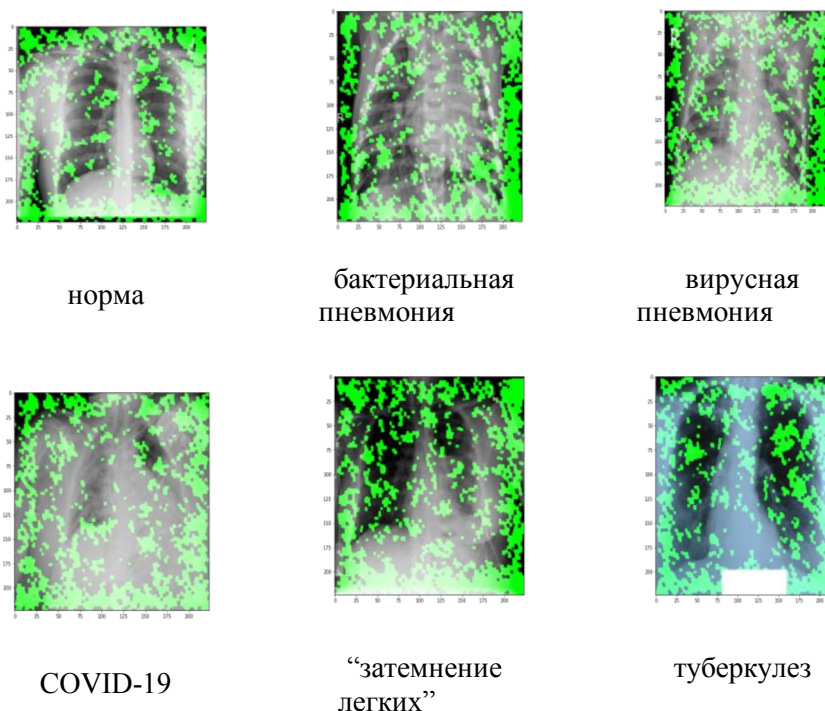 норма
бактериальная
пневмония
вирусная
пневмония
COVID-19
“затемнение
легких”
туберкулез